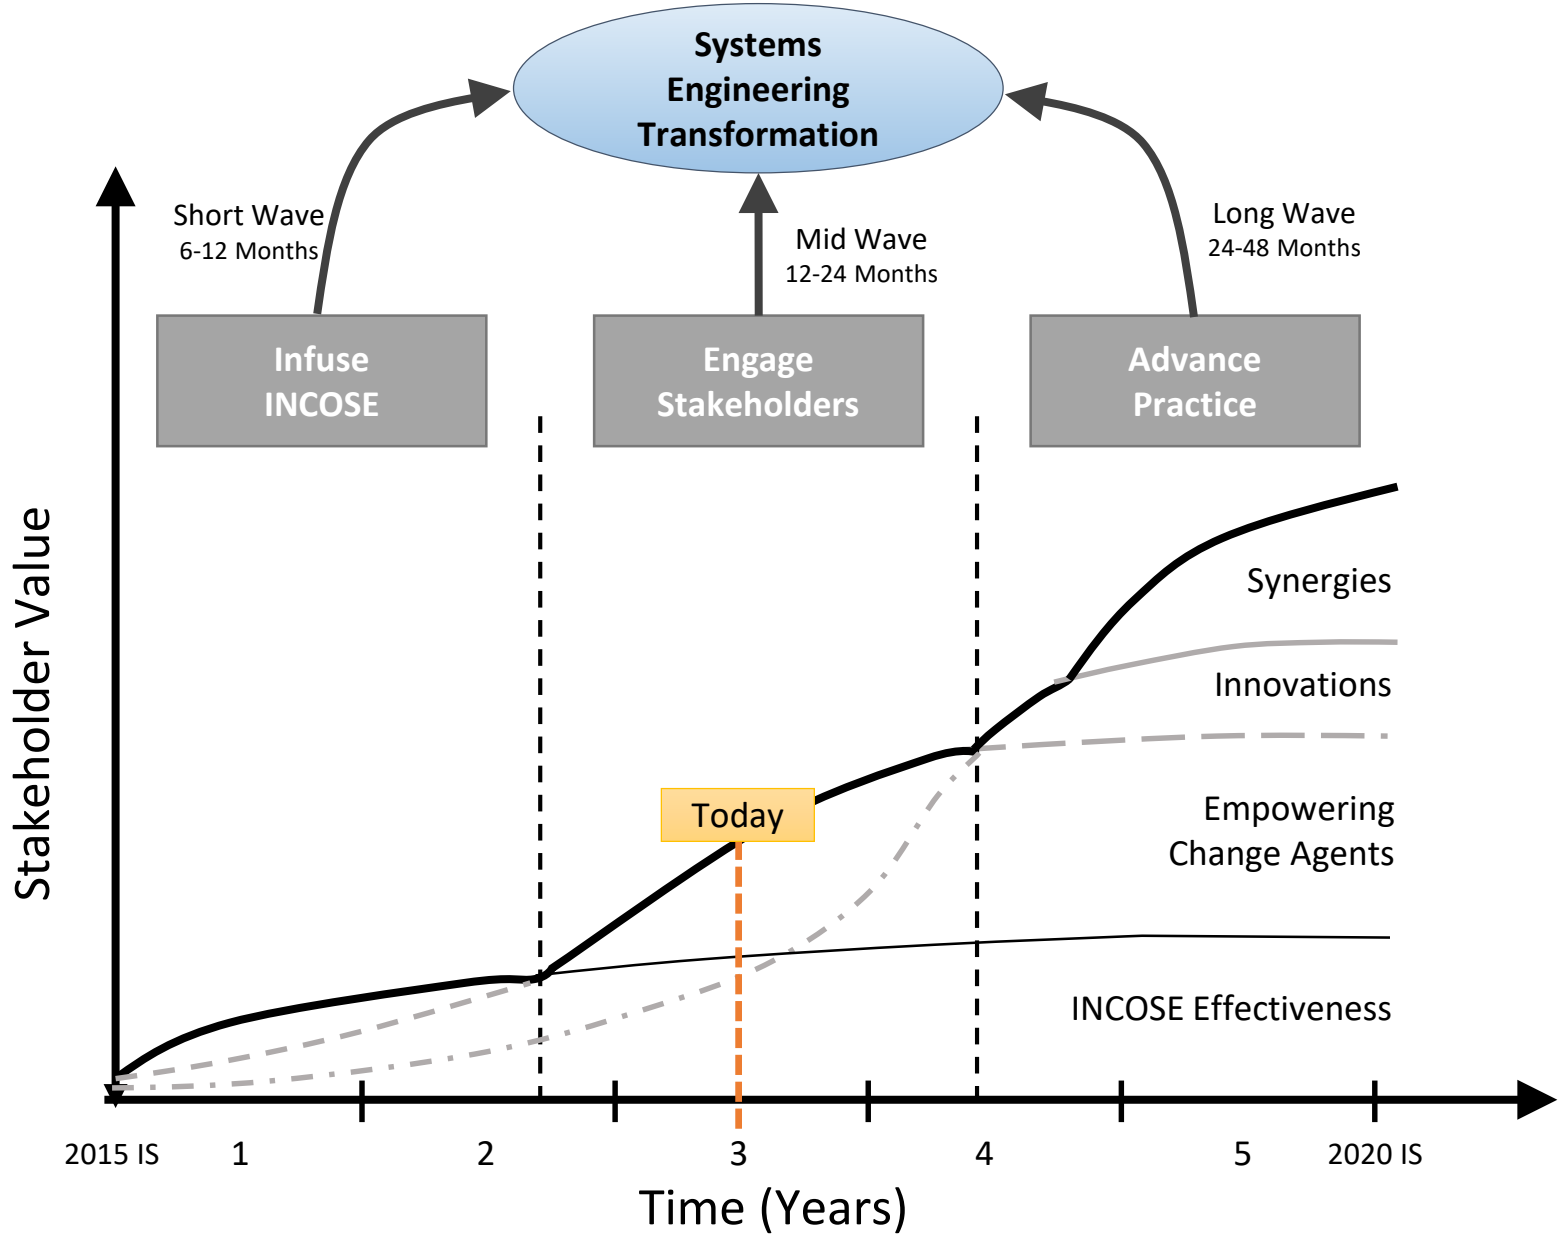 Systems
Engineering
Transformation
Short Wave
6-12 Months
Mid Wave
12-24 Months
Long Wave
24-48 Months
Infuse
INCOSE
Engage
Stakeholders
Advance
Practice
Stakeholder Value
Synergies
Innovations
Today
Empowering
Change Agents
INCOSE Effectiveness
2015 IS 1 2 3 4 5 2020 IS
Time (Years)